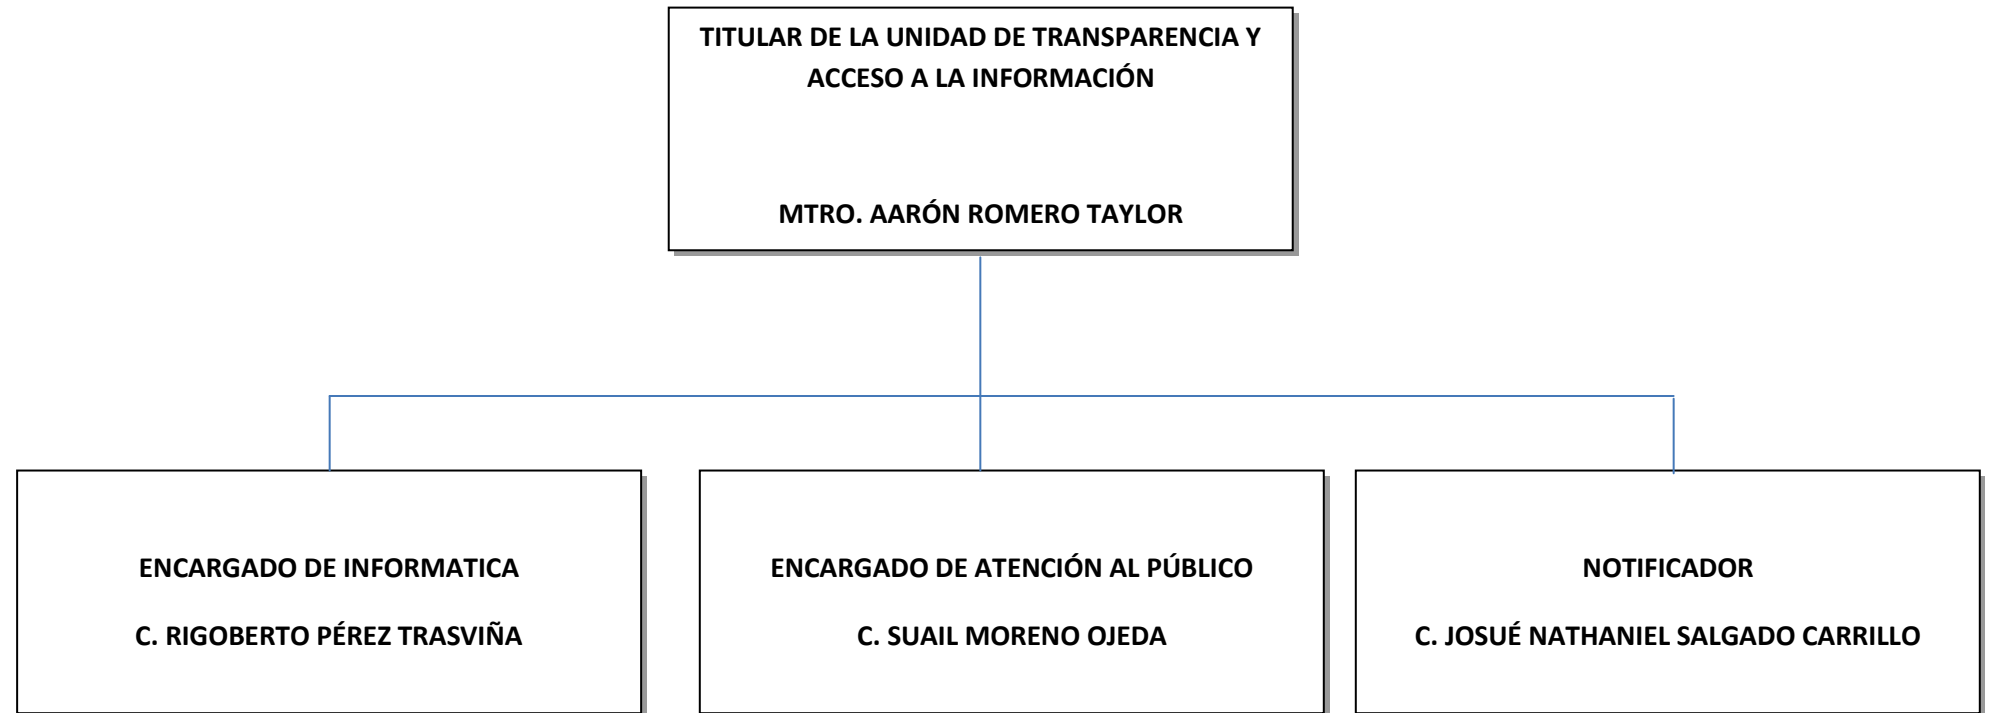 TITULAR DE LA UNIDAD DE TRANSPARENCIA Y
ACCESO A LA INFORMACIÓN
MTRO. AARÓN ROMERO TAYLOR
ENCARGADO DE INFORMATICA
C. RIGOBERTO PÉREZ TRASVIÑA
ENCARGADO DE ATENCIÓN AL PÚBLICO
C. SUAIL MORENO OJEDA
NOTIFICADOR
C. JOSUÉ NATHANIEL SALGADO CARRILLO